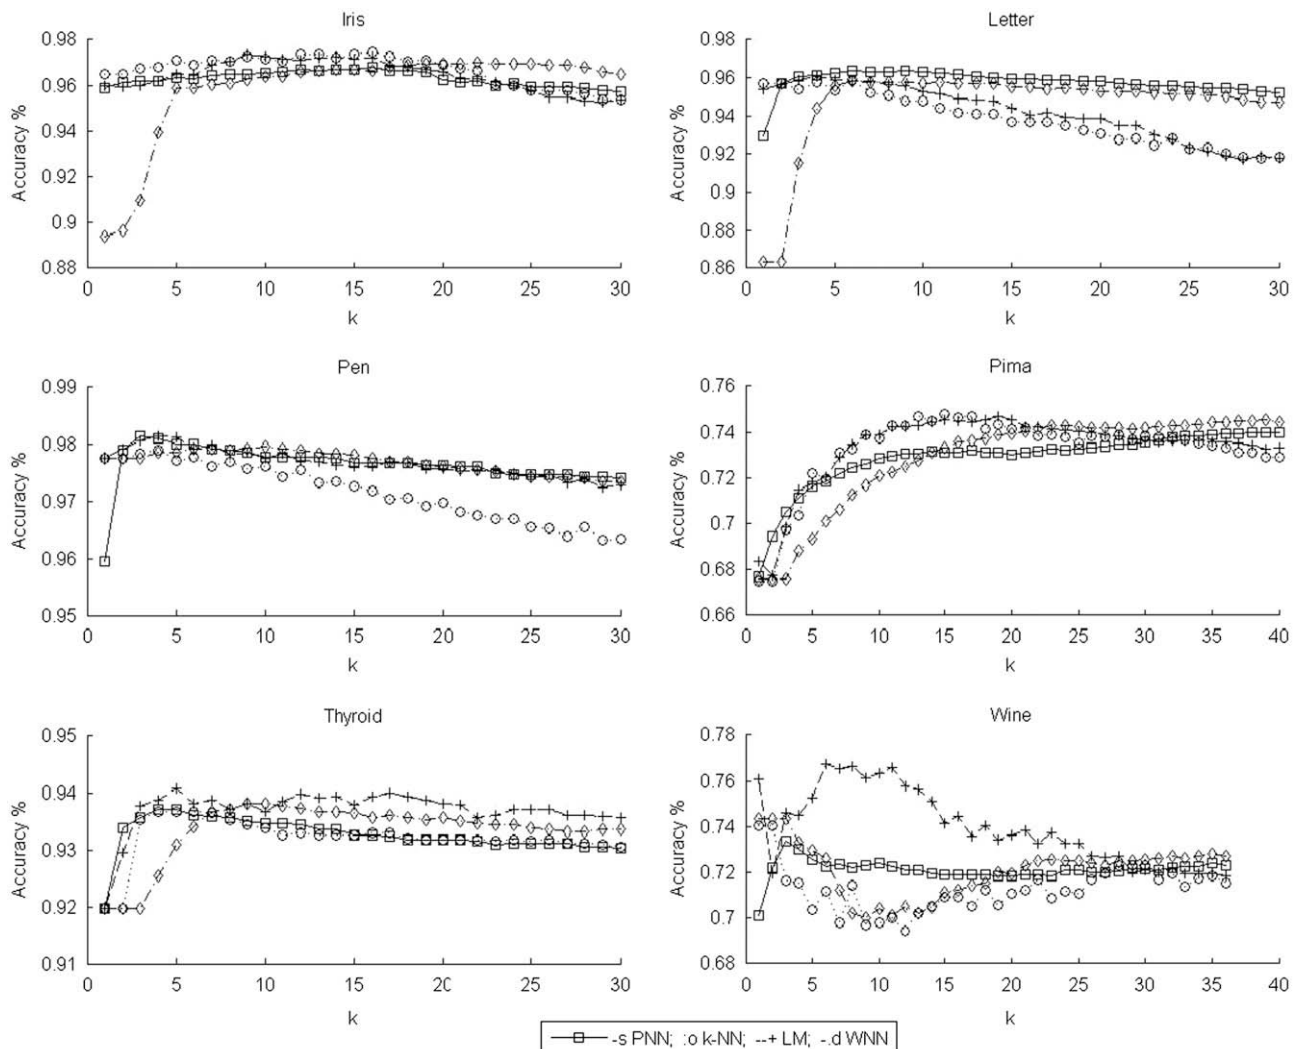 Iris
Accuracy %
0.98
0.96
0.94
0.92
0.9
0.88
0 5 10 15 20 25 30
k
Letter
Accuracy %
0.98
0.96
0.94
0.92
0.9
0.86
0 5 10 15 20 25 30
k
Pen
Accuracy %
0.99
0.98
0.97
0.96
0.95
0 5 10 15 20 25 30
k
Pima
Accuracy %
0.76
0.74
0.72
0.7
0.68
0.66
0 5 10 15 20 25 30 35 40
k
Thyroid
Accuracy %
0.95
0.94
0.93
0.92
0.91
0 5 10 15 20 25 30
k
Wine
Accuracy %
0.78
0.76
0.74
0.72
0.7
0.68
0 5 10 15 20 25 30 35 40
k
-s PNN; :o k-NN; --+ LM; -.d WNN